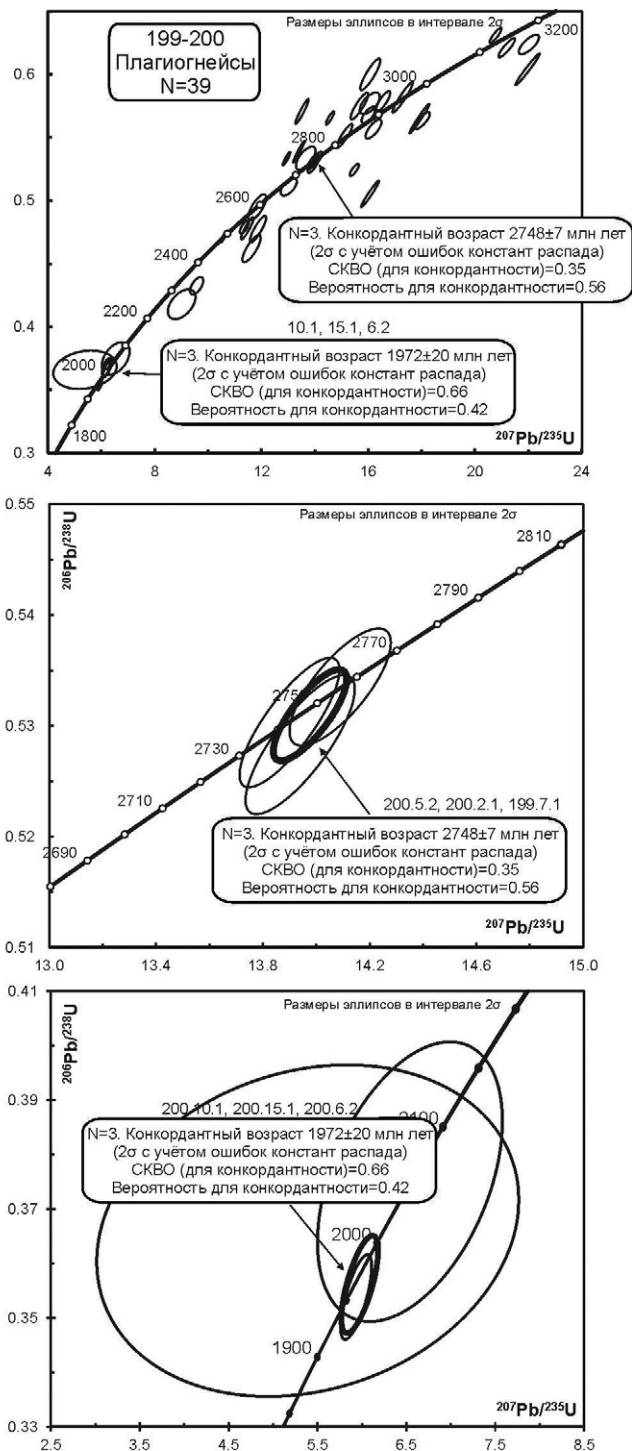 Размеры эллипсов в интервале 2σ
199-200
Плагиогнейсы
N=39
3200
3000
2800
2600
2400
2200
2000
1800
N=3. Конкордантный возраст 2748±7 млн лет
(2σ с учётом ошибок констант распада)
СКВО (для конкордантности)=0.35
Вероятность для конкордантности=0.56
10.1, 15.1, 6.2
N=3. Конкордантный возраст 1972±20 млн лет
(2σ с учётом ошибок констант распада)
СКВО (для конкордантности)=0.66
Вероятность для конкордантности=0.42
0.6
0.5
0.4
0.3
²⁰⁷Pb/²³⁵U
4 8 12 16 20 24
0.55
²⁰⁶Pb/²³⁸U
Размеры эллипсов в интервале 2σ
2810
2790
2770
2730
2710
2690
0.54
0.53
0.52
0.51
200.5.2, 200.2.1, 199.7.1
N=3. Конкордантный возраст 2748±7 млн лет
(2σ с учётом ошибок констант распада)
СКВО (для конкордантности)=0.35
Вероятность для конкордантности=0.56
²⁰⁷Pb/²³⁵U
13.0 13.4 13.8 14.2 14.6 15.0
0.41
²⁰⁶Pb/²³⁸U
Размеры эллипсов в интервале 2σ
0.39
0.37
0.35
0.33
200.10.1, 200.15.1, 200.6.2
2100
N=3. Конкордантный возраст 1972±20 млн лет
(2σ с учётом ошибок констант распада)
СКВО (для конкордантности)=0.66
Вероятность для конкордантности=0.42
2000
1900
²⁰⁷Pb/²³⁵U
2.5 3.5 4.5 5.5 6.5 7.5 8.5